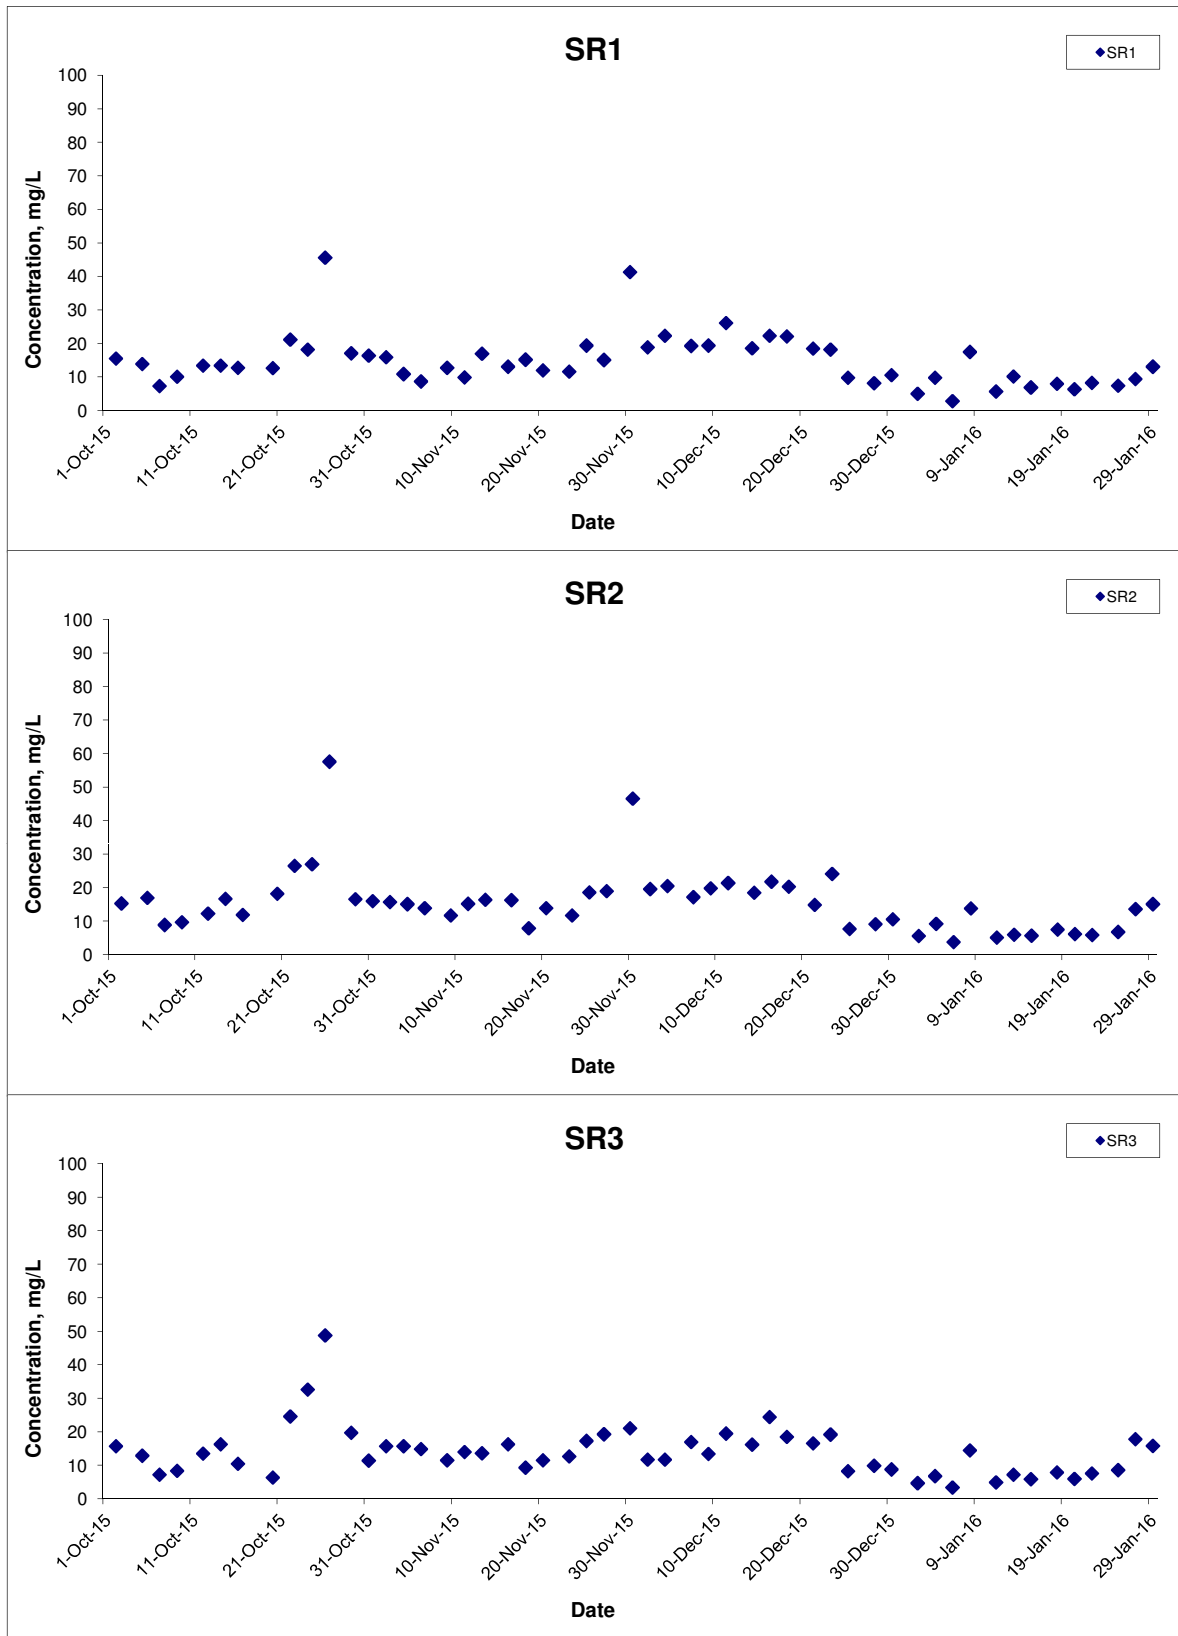 SR1
SR1
100
90
80
70
60
50
40
30
20
10
0
Concentration, mg/L
1-Oct-15
11-Oct-15
21-Oct-15
31-Oct-15
10-Nov-15
20-Nov-15
30-Nov-15
10-Dec-15
20-Dec-15
30-Dec-15
9-Jan-16
19-Jan-16
29-Jan-16
Date
SR2
SR2
100
90
80
70
60
50
40
30
20
10
0
Concentration, mg/L
1-Oct-15
11-Oct-15
21-Oct-15
31-Oct-15
10-Nov-15
20-Nov-15
30-Nov-15
10-Dec-15
20-Dec-15
30-Dec-15
9-Jan-16
19-Jan-16
29-Jan-16
Date
SR3
SR3
100
90
80
70
60
50
40
30
20
10
0
Concentration, mg/L
1-Oct-15
11-Oct-15
21-Oct-15
31-Oct-15
10-Nov-15
20-Nov-15
30-Nov-15
10-Dec-15
20-Dec-15
30-Dec-15
9-Jan-16
19-Jan-16
29-Jan-16
Date